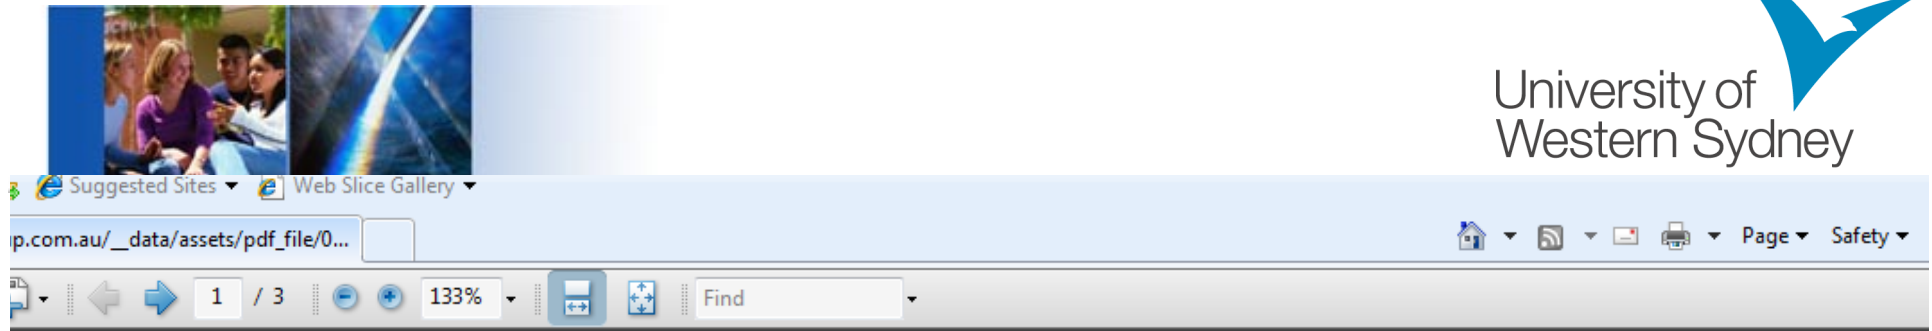 University of
Western Sydney
Suggested Sites Web Slice Gallery
p.com.au/__data/assets/pdf_file/0...
Page Safety
1 / 3 133% Find